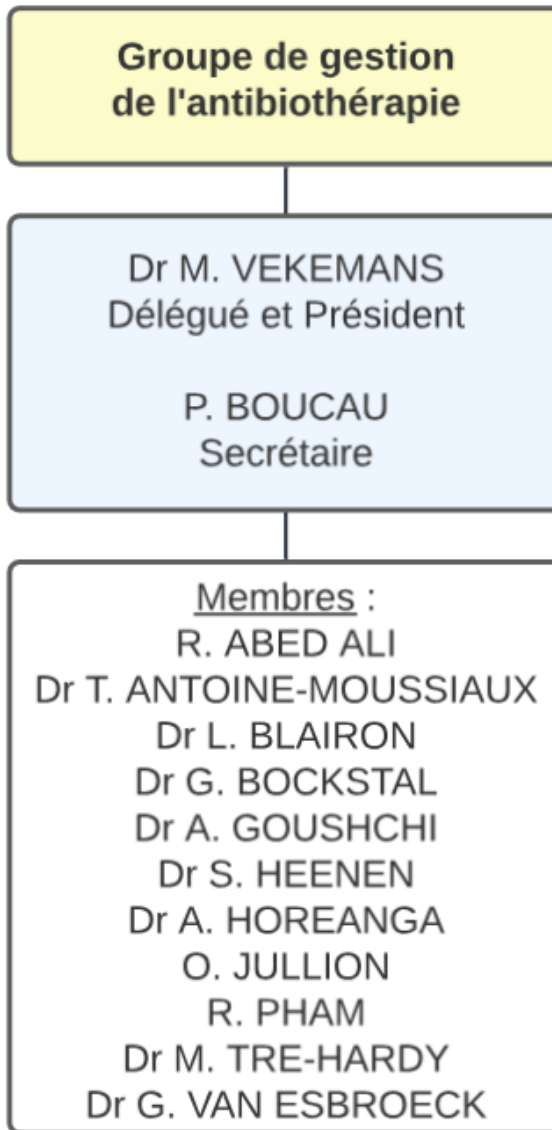 Groupe de gestion
de l'antibiothérapie
Dr M. VEKEMANS
Délégué et Président
P. BOUCAU
Secrétaire
Membres :
R. ABED ALI
Dr T. ANTOINE-MOUSSIAUX
Dr L. BLAIRON
Dr G. BOCKSTAL
Dr A. GOUSHCHI
Dr S. HEENEN
Dr A. HOREANGA
O. JULLION
R. PHAM
Dr M. TRE-HARDY
Dr G. VAN ESBROECK